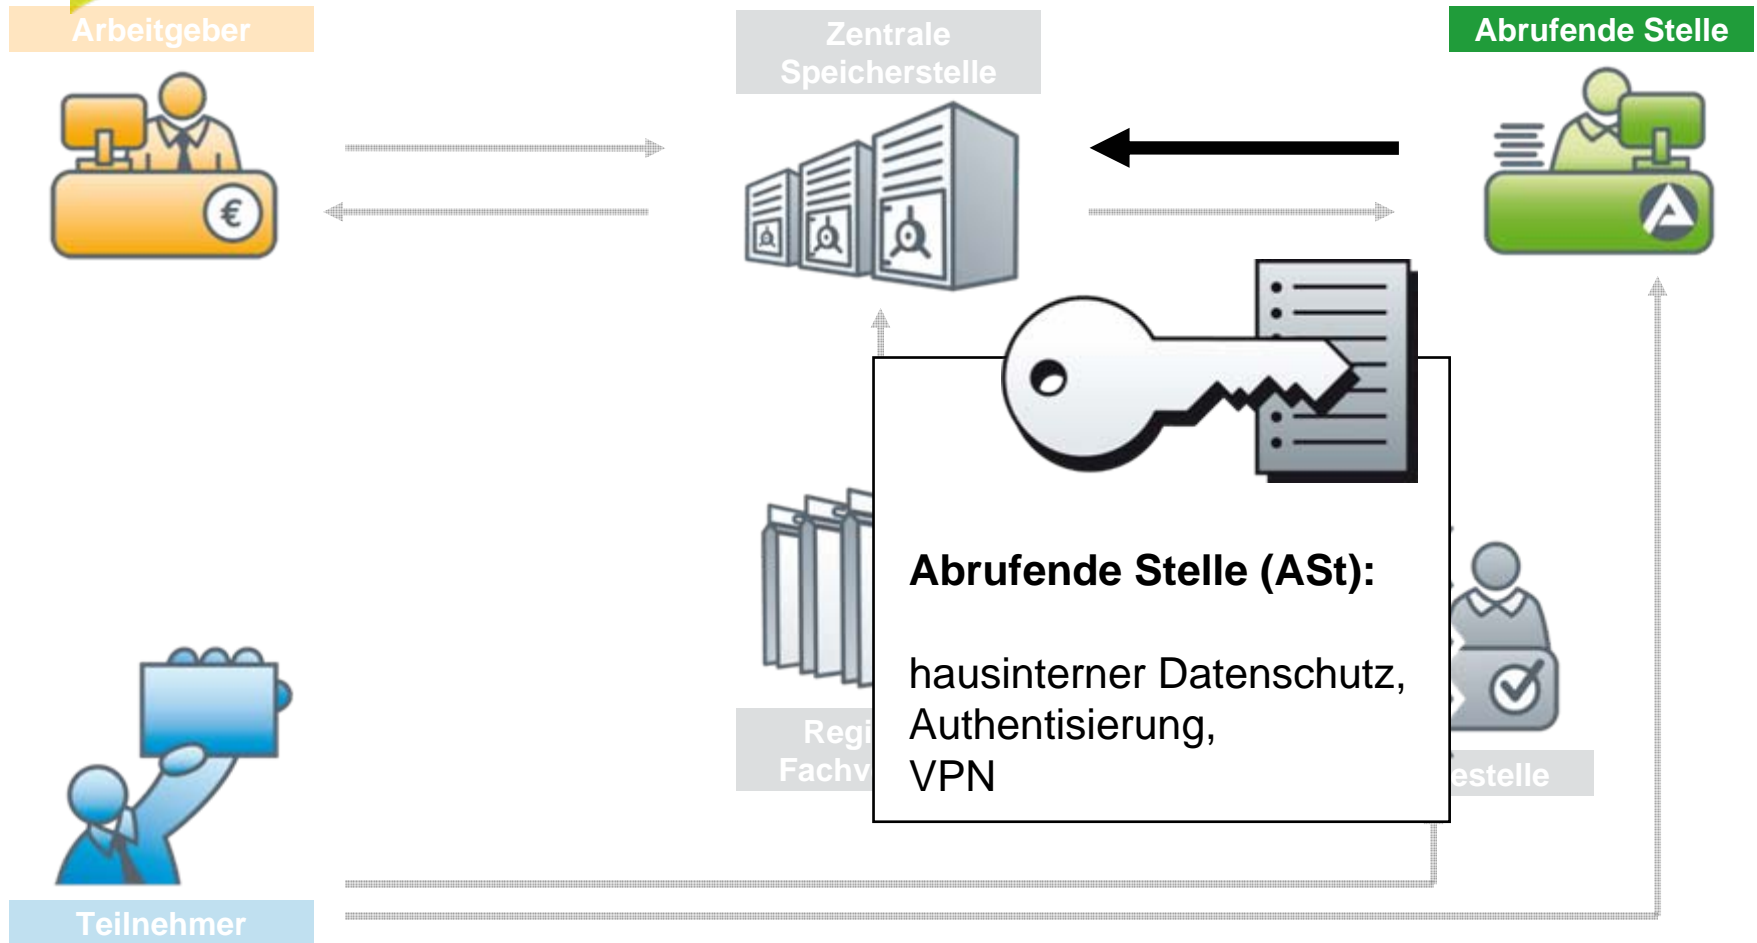 Arbeitgeber
Zentrale
Speicherstelle
Abrufende Stelle
€
Abrufende Stelle (ASt):
hausinterner Datenschutz,
Authentisierung,
VPN
Teilnehmer